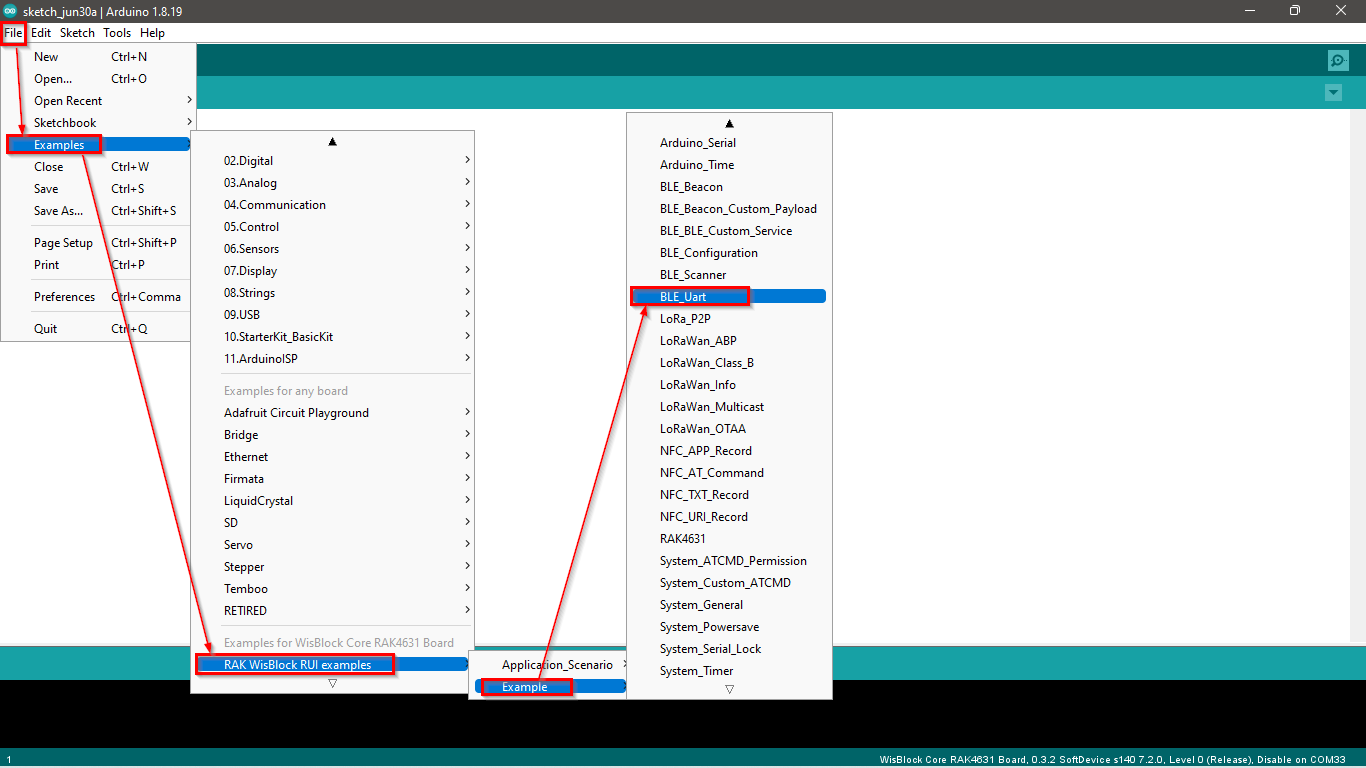 sketch_jun30a | Arduino 1.8.19
File Edit Sketch Tools Help
New Ctrl+N
Open... Ctrl+O
Open Recent
Sketchbook
Examples
Close Ctrl+W
Save Ctrl+S
Save As... Ctrl+Shift+S
Page Setup Ctrl+Shift+P
Print Ctrl+P
Preferences Ctrl+Comma
Quit Ctrl+Q
02.Digital
03.Analog
04.Communication
05.Control
06.Sensors
07.Display
08.Strings
09.USB
10.StarterKit_BasicKit
11.ArduinoISP
Examples for any board
Adafruit Circuit Playground
Bridge
Ethernet
Firmata
LiquidCrystal
SD
Servo
Stepper
Temboo
RETIRED
Examples for WisBlock Core RAK4631 Board
RAK WisBlock RUI examples
Application_Scenario
Example
Arduino_Serial
Arduino_Time
BLE_Beacon
BLE_Beacon_Custom_Payload
BLE_BLE_Custom_Service
BLE_Configuration
BLE_Scanner
BLE_Uart
LoRa_P2P
LoRaWan_ABP
LoRaWan_Class_B
LoRaWan_Info
LoRaWan_Multicast
LoRaWan_OTAA
NFC_APP_Record
NFC_AT_Command
NFC_TXT_Record
NFC_URI_Record
RAK4631
System_ATCMD_Permission
System_Custom_ATCMD
System_General
System_Powersave
System_Serial_Lock
System_Timer
1 WisBlock Core RAK4631 Board, 0.3.2 SoftDevice s140 7.2.0, Level 0 (Release), Disable on COM33